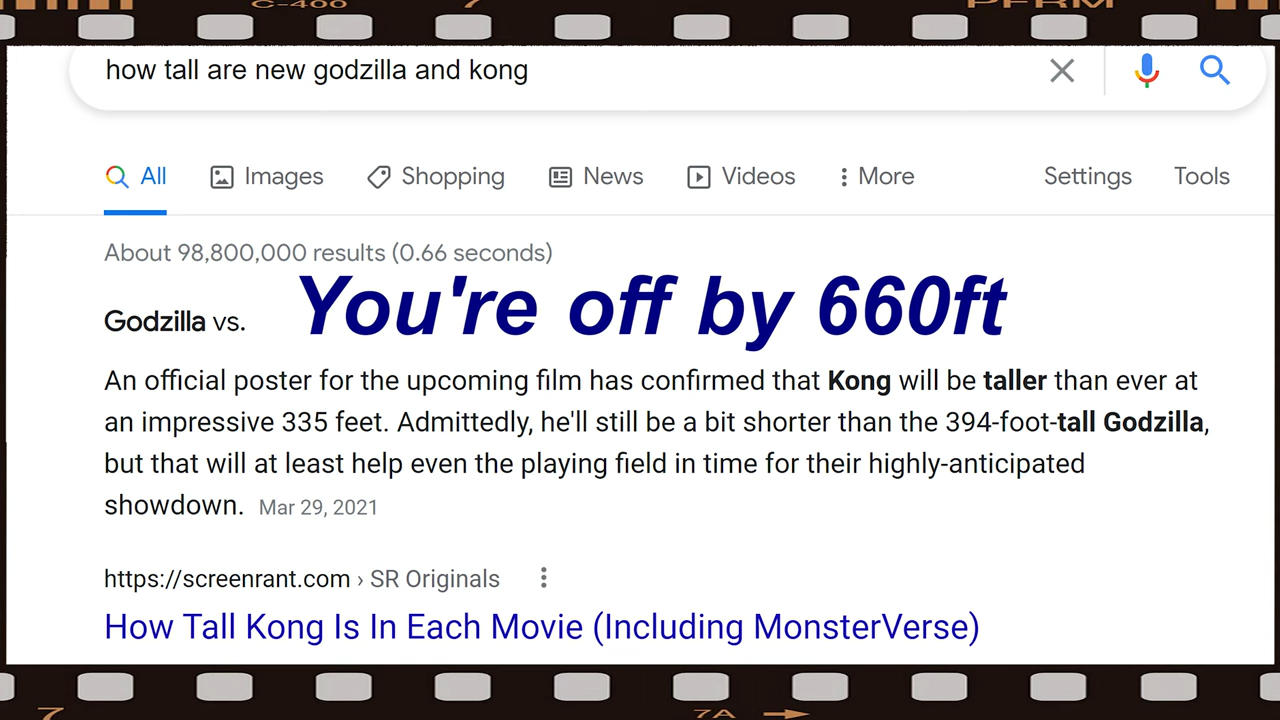 C-400
7
PERM
how tall are new godzilla and kong
All Images Shopping News Videos More Settings Tools
About 98,800,000 results (0.66 seconds)
You're off by 660ft
Godzilla vs.
An official poster for the upcoming film has confirmed that Kong will be taller than ever at
an impressive 335 feet. Admittedly, he'll still be a bit shorter than the 394-foot-tall Godzilla,
but that will at least help even the playing field in time for their highly-anticipated
showdown. Mar 29, 2021
https://screenrant.com › SR Originals
How Tall Kong Is In Each Movie (Including MonsterVerse)
7 7A